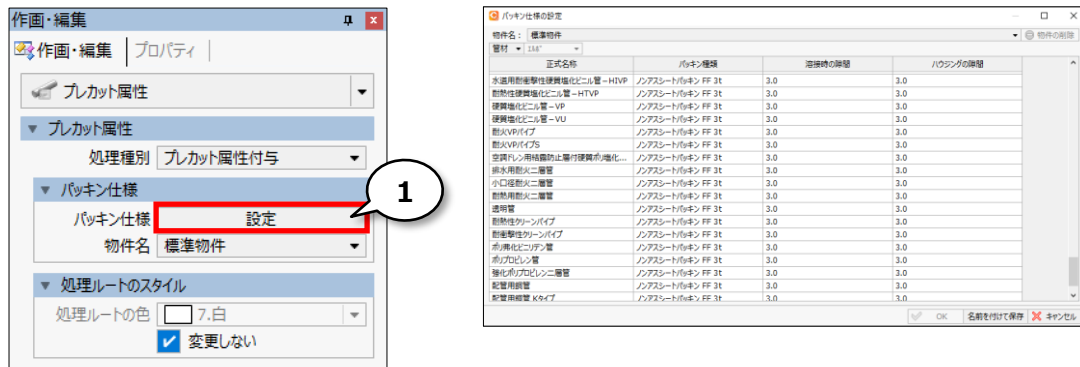 作画・編集
作画・編集 プロパティ
プレカット属性
プレカット属性
処理種別 プレカット属性付与
パッキン仕様
パッキン仕様 設定
物件名 標準物件
処理ルートのスタイル
処理ルートの色 7.白
変更しない
1
パッキン仕様の設定
物件名： 標準物件 物件の削除
管材
正式名称 パッキン種類 溶接時の隙間 ハウジングの隙間
水道用耐衝撃性硬質塩化ビニル管－HIVP ノンアスシートパッキン FF 3t 3.0 3.0
耐熱性硬質塩化ビニル管－HTVP ノンアスシートパッキン FF 3t 3.0 3.0
硬質塩化ビニル管－VP ノンアスシートパッキン FF 3t 3.0 3.0
硬質塩化ビニル管－VU ノンアスシートパッキン FF 3t 3.0 3.0
耐火VPパイプ ノンアスシートパッキン FF 3t 3.0 3.0
耐火VPパイプS ノンアスシートパッキン FF 3t 3.0 3.0
空調ドレン用結露防止層付硬質ポリ塩化... ノンアスシートパッキン FF 3t 3.0 3.0
排水用耐火二層管 ノンアスシートパッキン FF 3t 3.0 3.0
小口径耐火二層管 ノンアスシートパッキン FF 3t 3.0 3.0
耐熱用耐火二層管 ノンアスシートパッキン FF 3t 3.0 3.0
透明管 ノンアスシートパッキン FF 3t 3.0 3.0
耐熱性クリーンパイプ ノンアスシートパッキン FF 3t 3.0 3.0
耐衝撃性クリーンパイプ ノンアスシートパッキン FF 3t 3.0 3.0
ポリ弗化ビニリデン管 ノンアスシートパッキン FF 3t 3.0 3.0
ポリプロピレン管 ノンアスシートパッキン FF 3t 3.0 3.0
強化ポリプロピレン二層管 ノンアスシートパッキン FF 3t 3.0 3.0
配管用銅管 ノンアスシートパッキン FF 3t 3.0 3.0
配管用銅管 Kタイプ ノンアスシートパッキン FF 3t 3.0 3.0
OK 名前を付けて保存 キャンセル